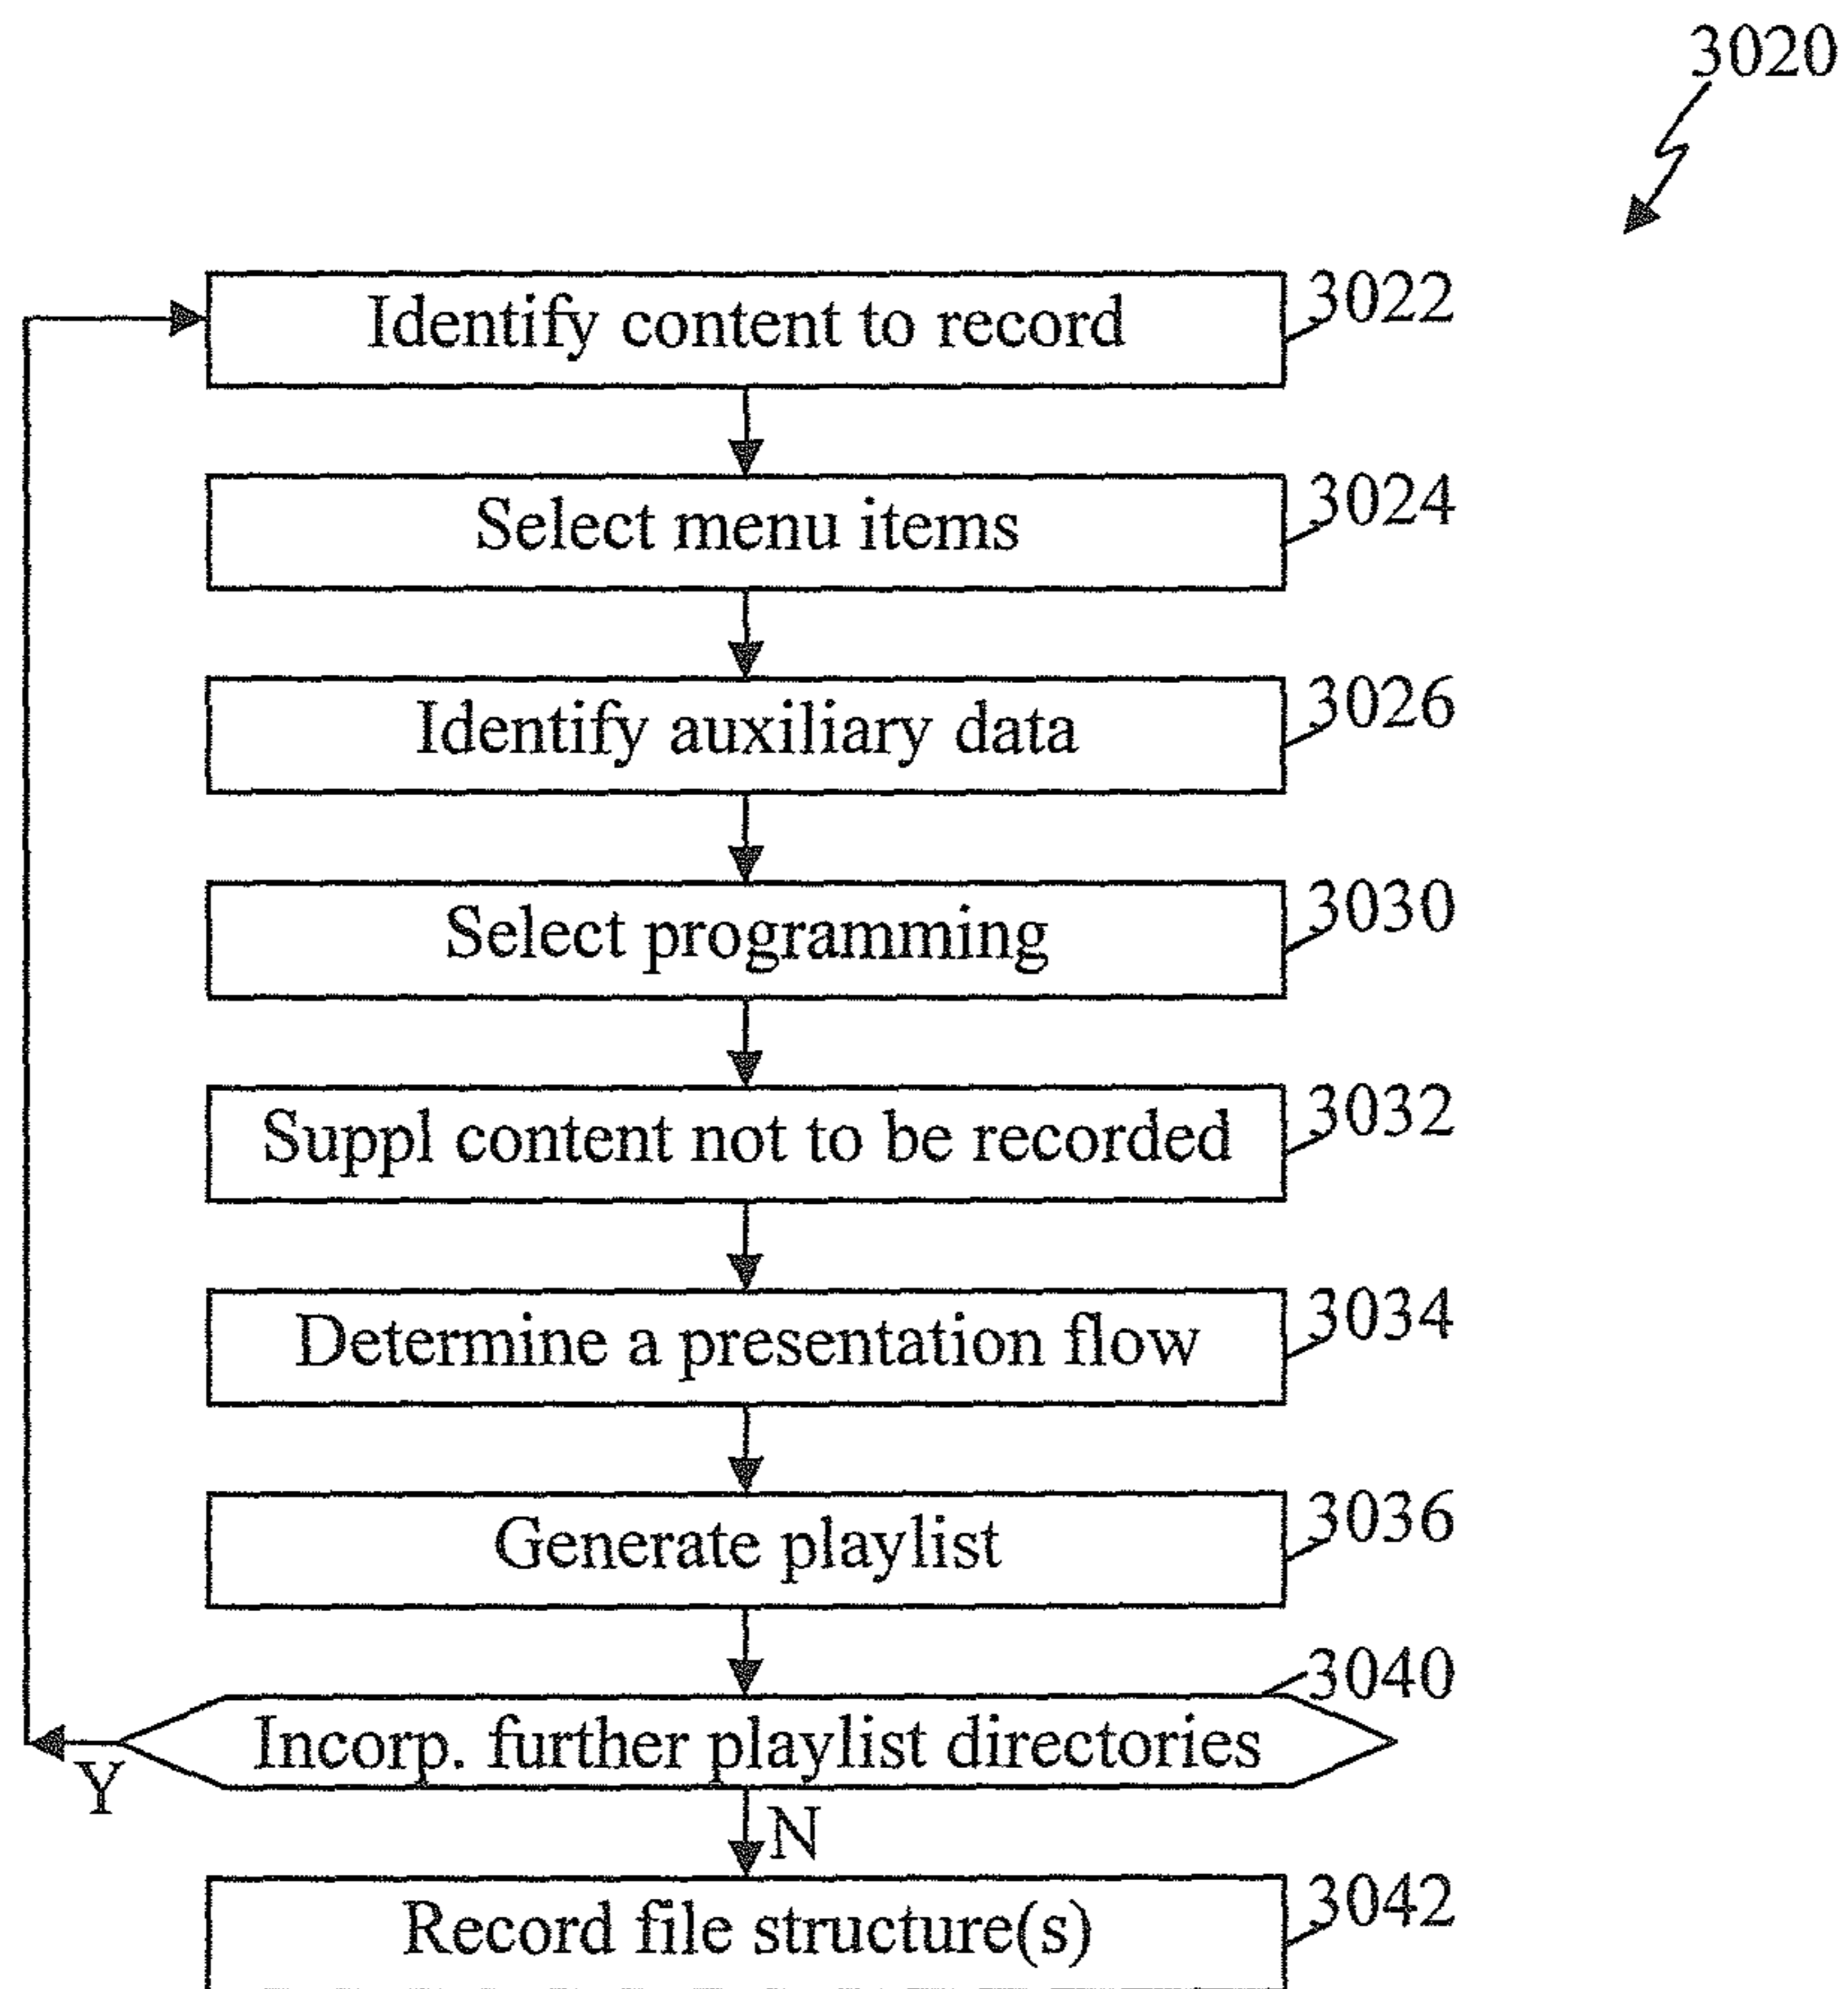 3020
Identify content to record
3022
Select menu items
3024
Identify auxiliary data
3026
Select programming
3030
Suppl content not to be recorded
3032
Determine a presentation flow
3034
Generate playlist
3036
3040
Incorp. further playlist directories
Y
N
Record file structure(s)
3042